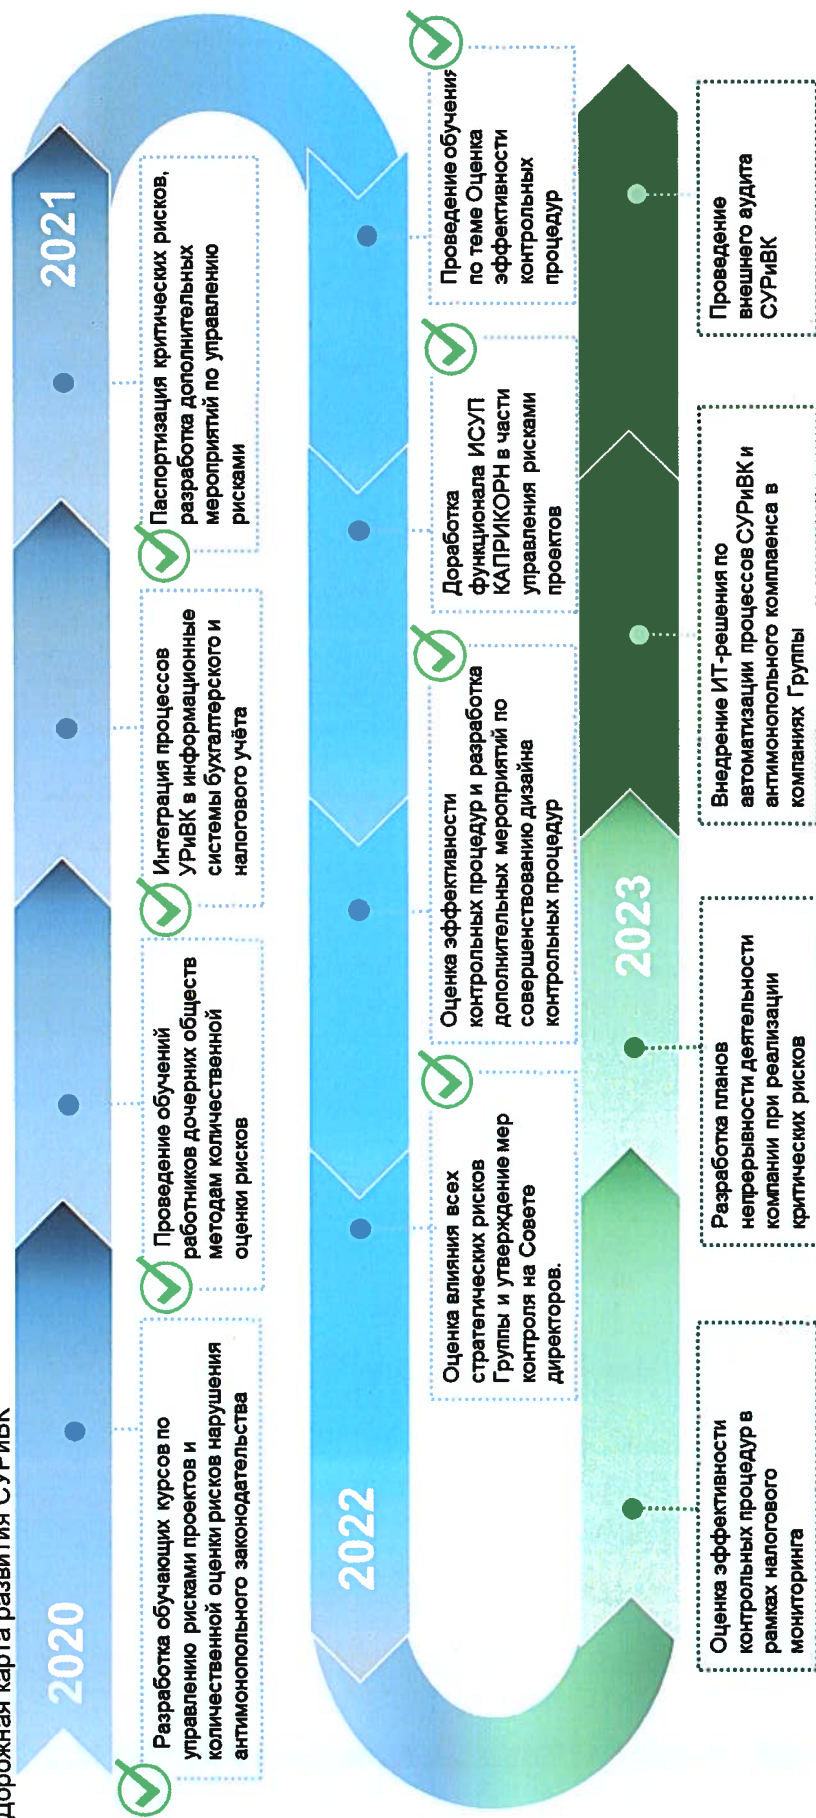 Дорожная карта развития СУРиВК
2020
2021
Разработка обучающих курсов по
управлению рисками проектов и
количественной оценки рисков нарушения
антимонопольного законодательства
Проведение обучений
работников дочерних обществ
методам количественной
оценки рисков
Интеграция процессов
УРиВК в информационные
системы бухгалтерского и
налогового учёта
Паспортизация критических рисков,
разработка дополнительных
мероприятий по управлению
рисками
2022
Оценка влияния всех
стратегических рисков
Группы и утверждение мер
контроля на Совете
директоров.
Оценка эффективности
контрольных процедур и разработка
дополнительных мероприятий по
совершенствованию дизайна
контрольных процедур
Доработка
функционала ИСУП
КАПРИКОРН в части
управления рисками
проектов
Проведение обучения
по теме Оценка
эффективности
контрольных
процедур
2023
Оценка эффективности
контрольных процедур в
рамках налогового
мониторинга
Разработка планов
непрерывности деятельности
компании при реализации
критических рисков
Внедрение ИТ-решения по
автоматизации процессов СУРиВК и
антимонопольного комплаенса в
компаниях Группы
Проведение
внешнего аудита
СУРиВК